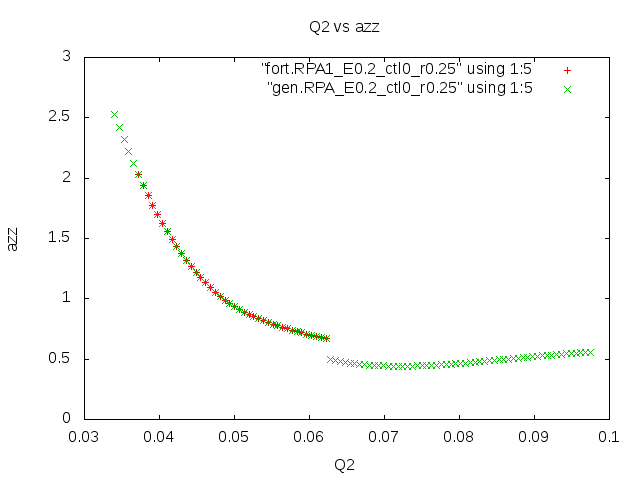 Q2 vs azz
"fort.RPA1_E0.2_ctl0_r0.25" using 1:5
"gen.RPA_E0.2_ctl0_r0.25" using 1:5
3
2.5
2
1.5
1
0.5
0
azz
0.03 0.04 0.05 0.06 0.07 0.08 0.09 0.1
Q2